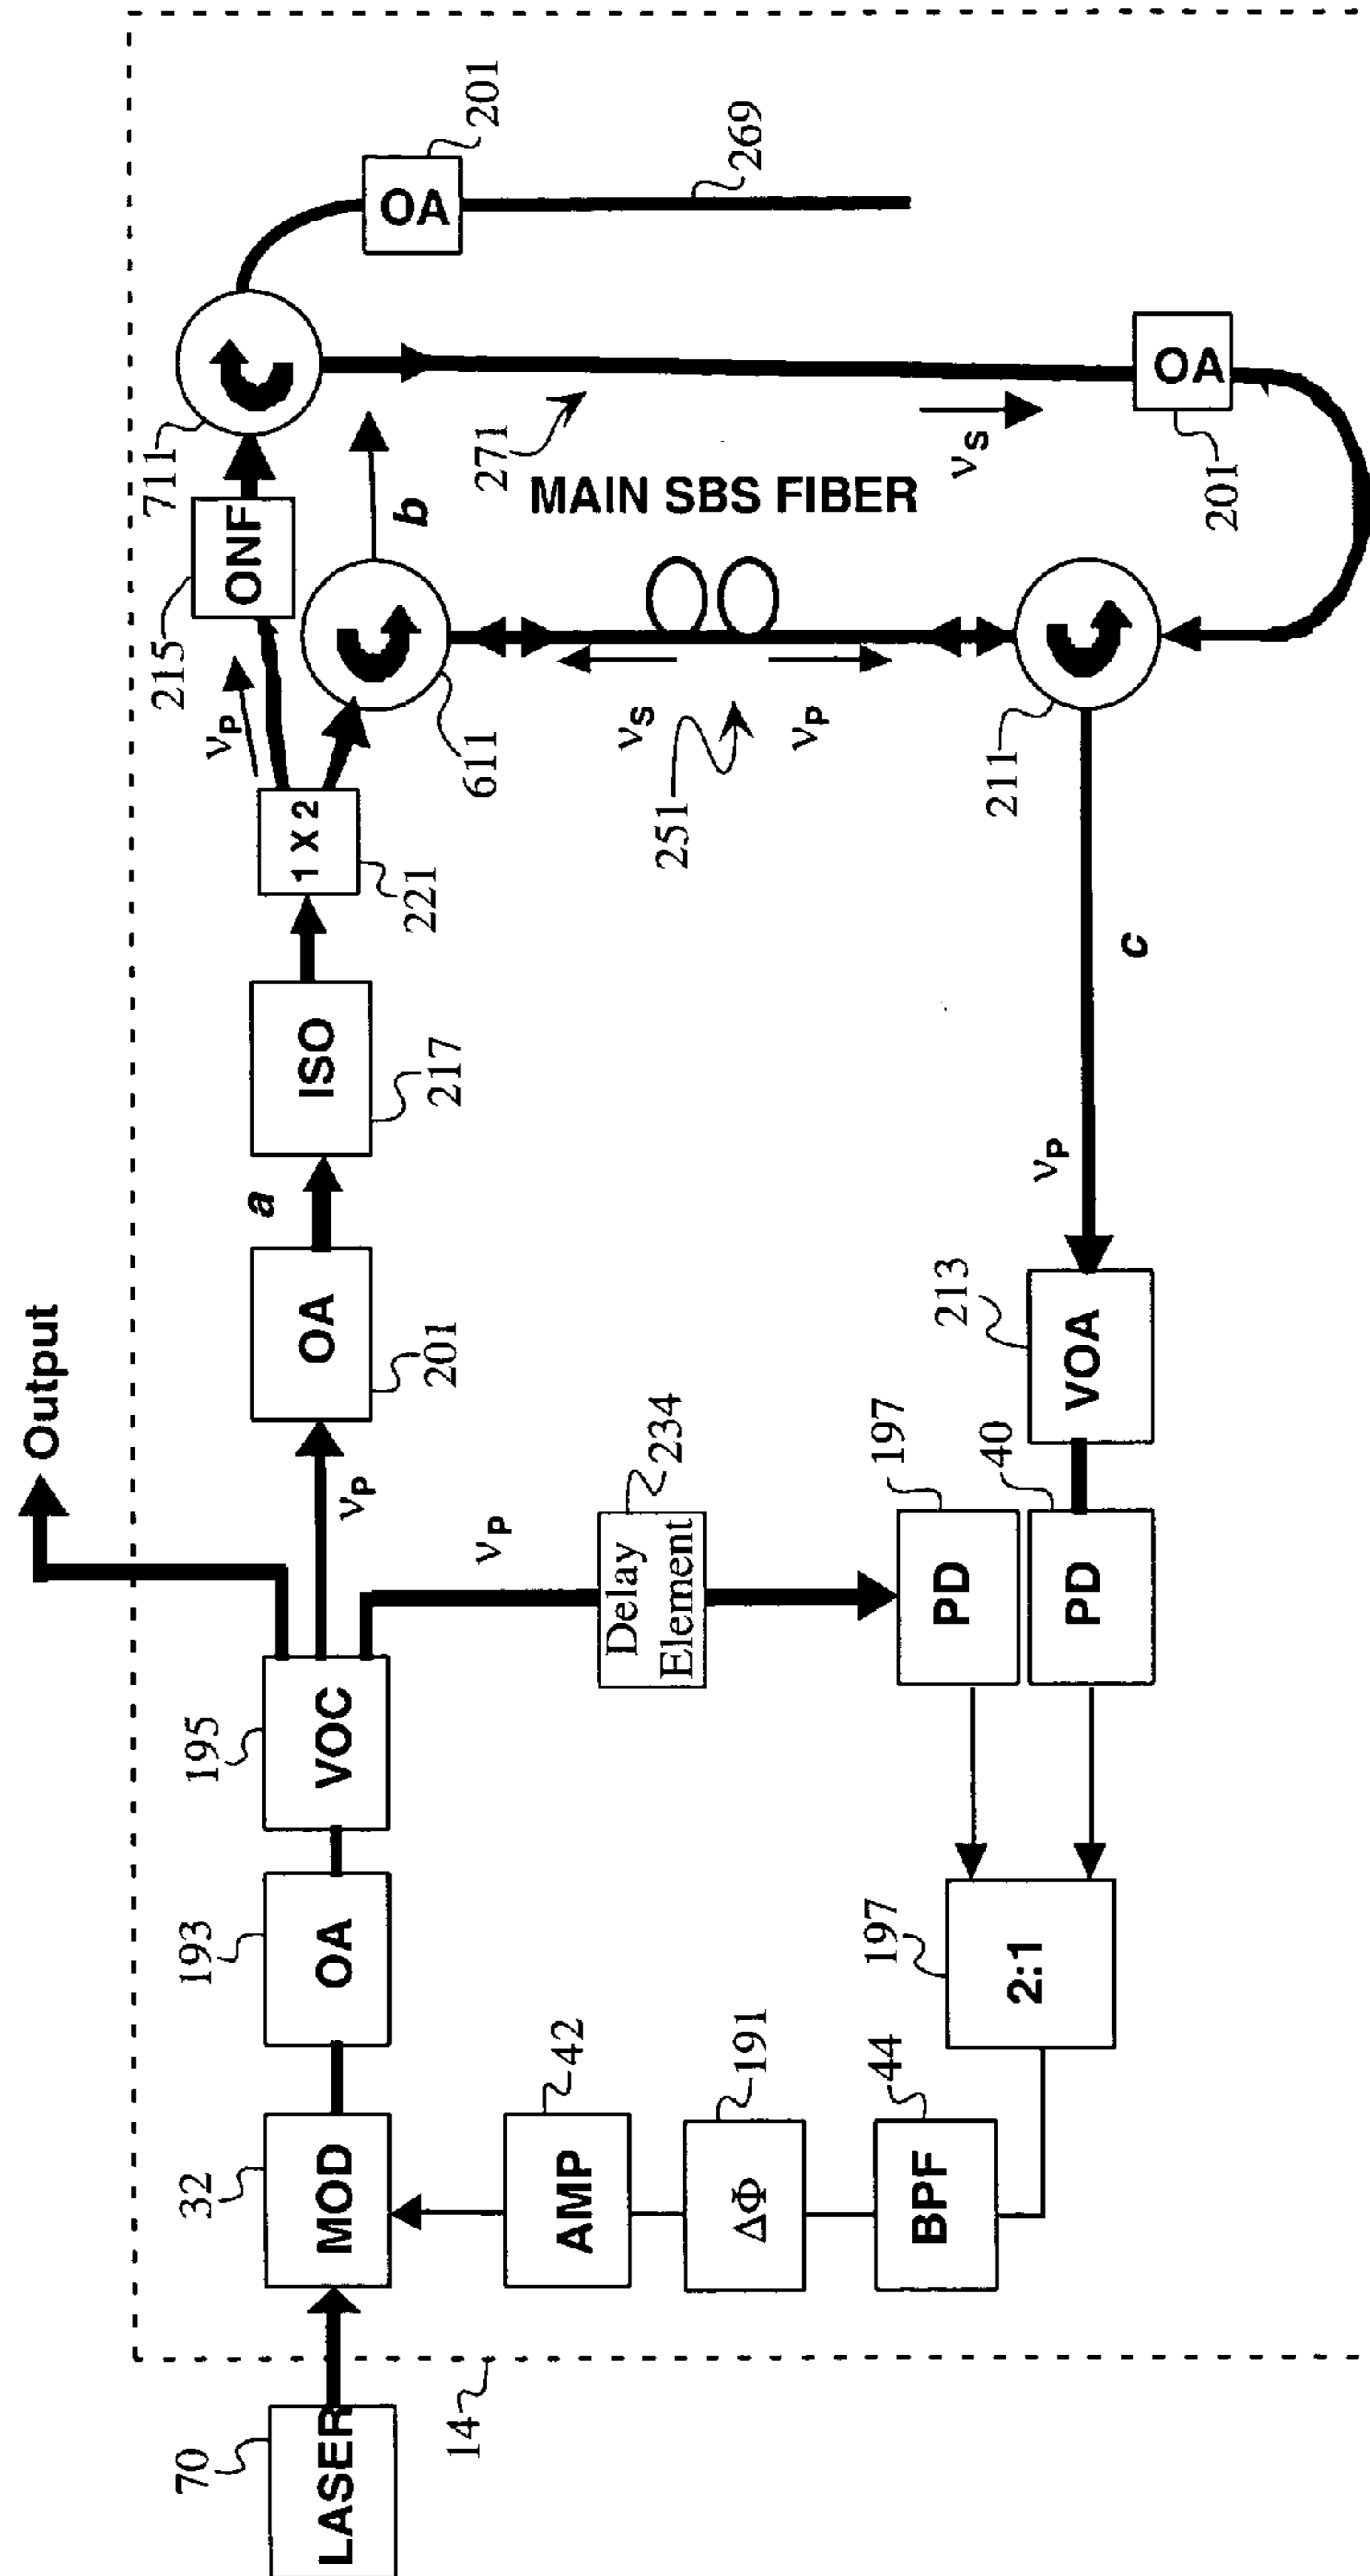 Output
LASER
70
14
MOD
32
OA
193
VOC
195
νP
OA
201
a
ISO
217
1 X 2
221
νP
ONF
215
711
OA
201
269
611
b
271
MAIN SBS FIBER
νS
νP
251
νS
OA
201
211
c
νP
VOA
213
νP
Delay
Element
234
PD
197
PD
40
2:1
197
BPF
44
ΔΦ
191
AMP
42